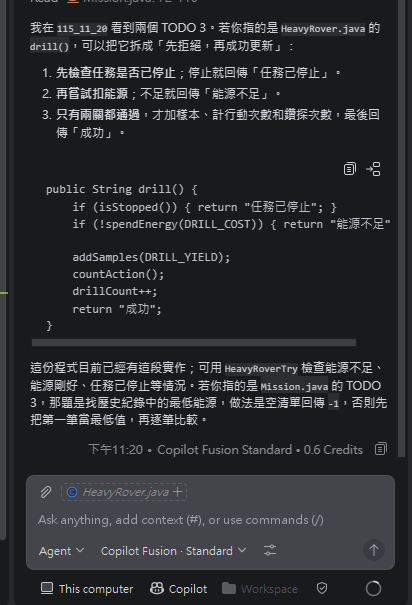 Read Mission.java
我在 115_11_20 看到兩個 TODO 3。若你指的是 HeavyRover.java 的
drill()，可以把它拆成「先拒絕，再成功更新」：
1. 先檢查任務是否已停止；停止就回傳「任務已停止」。
2. 再嘗試扣能源；不足就回傳「能源不足」。
3. 只有兩關都通過，才加樣本、計行動次數和鑽探次數，最後回
傳「成功」。
public String drill() {
    if (isStopped()) { return "任務已停止"; }
    if (!spendEnergy(DRILL_COST)) { return "能源不足"
    addSamples(DRILL_YIELD);
    countAction();
    drillCount++;
    return "成功";
}
這份程式目前已經有這段實作；可用 HeavyRoverTry 檢查能源不足、
能源剛好、任務已停止等情況。若你指的是 Mission.java 的 TODO
3，那題是找歷史紀錄中的最低能源，做法是空清單回傳 -1，否則先
把第一筆當最低值，再逐筆比較。
下午11:20 • Copilot Fusion Standard • 0.6 Credits
HeavyRover.java
Ask anything, add context (#), or use commands (/)
Agent Copilot Fusion · Standard
This computer Copilot Workspace